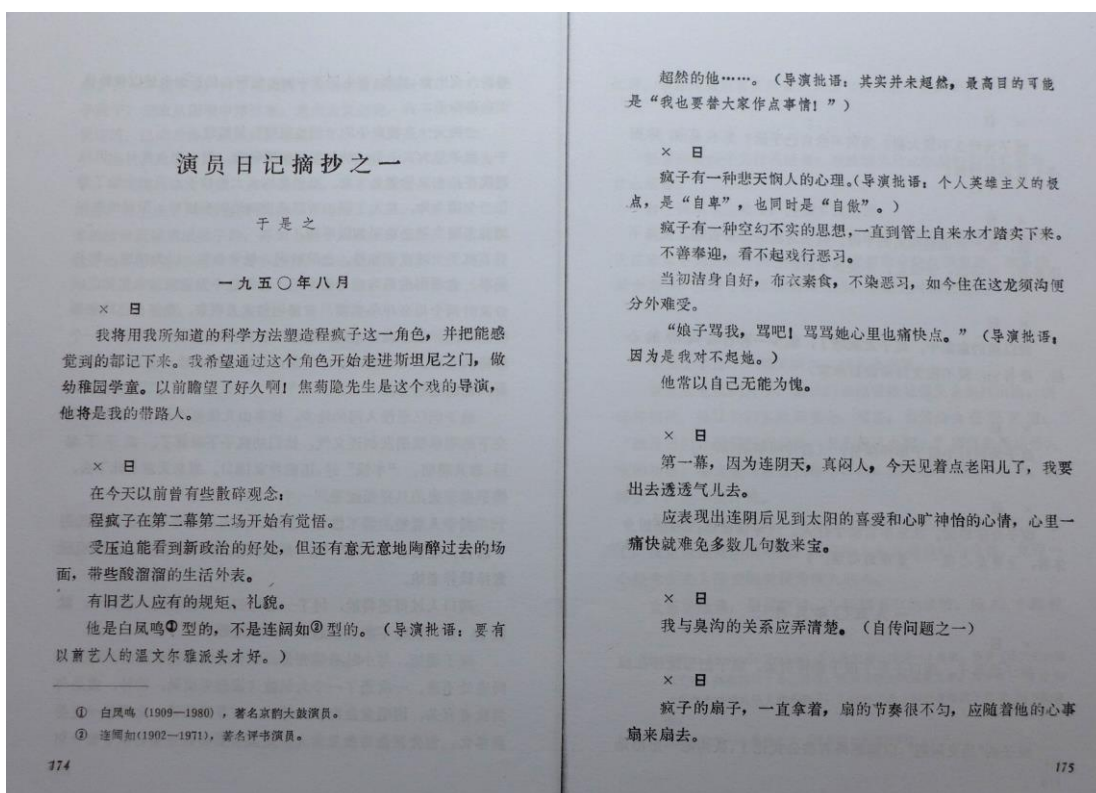 演员日记摘抄之一
于是之
一九五〇年八月
× 日
我将用我所知道的科学方法塑造程疯子这一角色，并把能感
觉到的都记下来。我希望通过这个角色开始走进斯坦尼之门，做
幼稚园学童。以前瞻望了好久啊！焦菊隐先生是这个戏的导演，
他将是我的带路人。
× 日
在今天以前曾有些散碎观念：
程疯子在第二幕第二场开始有觉悟。
受压迫能看到新政治的好处，但还有意无意地陶醉过去的场
面，带些酸溜溜的生活外表。
有旧艺人应有的规矩、礼貌。
他是白凤鸣①型的，不是连阔如②型的。（导演批语：要有
以前艺人的温文尔雅派头才好。）
① 白凤鸣（1909—1980），著名京韵大鼓演员。
② 连阔如(1902—1971)，著名评书演员。
174
超然的他……。（导演批语：其实并未超然，最高目的可能
是“我也要替大家作点事情！”）
× 日
疯子有一种悲天悯人的心理。(导演批语：个人英雄主义的极
点，是“自卑”，也同时是“自傲”。）
疯子有一种空幻不实的思想，一直到管上自来水才踏实下来。
不善奉迎，看不起戏行恶习。
当初洁身自好，布衣素食，不染恶习，如今住在这龙须沟便
分外难受。
“娘子骂我，骂吧！骂骂她心里也痛快点。”（导演批语：
因为是我对不起她。）
他常以自己无能为愧。
× 日
第一幕，因为连阴天，真闷人，今天见着点老阳儿了，我要
出去透透气儿去。
应表现出连阴后见到太阳的喜爱和心旷神怡的心情，心里一
痛快就难免多数几句数来宝。
× 日
我与臭沟的关系应弄清楚。（自传问题之一）
× 日
疯子的扇子，一直拿着，扇的节奏很不匀，应随着他的心事
扇来扇去。
175